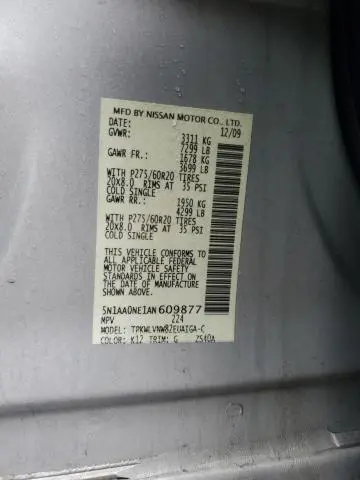 MFD BY NISSAN MOTOR CO., LTD.
DATE: 12/09
GVWR: 3311 KG
7299 LB
GAWR FR.: 1678 KG
3699 LB
WITH P275/60R20 TIRES
20X8.0 RIMS AT 35 PSI
COLD SINGLE
GAWR RR.: 1950 KG
4299 LB
WITH P275/60R20 TIRES
20X8.0 RIMS AT 35 PSI
COLD SINGLE
THIS VEHICLE CONFORMS
TO ALL APPLICABLE FEDERAL
MOTOR VEHICLE SAFETY
STANDARDS IN EFFECT ON
THE DATE OF MANUFACTURE
SHOWN ABOVE.
5N1AA0NE1AN609877
MPV 224
MODEL: TPKWLVNW82EUAIGA-C
COLOR: K12 TRIM: G ZS40A